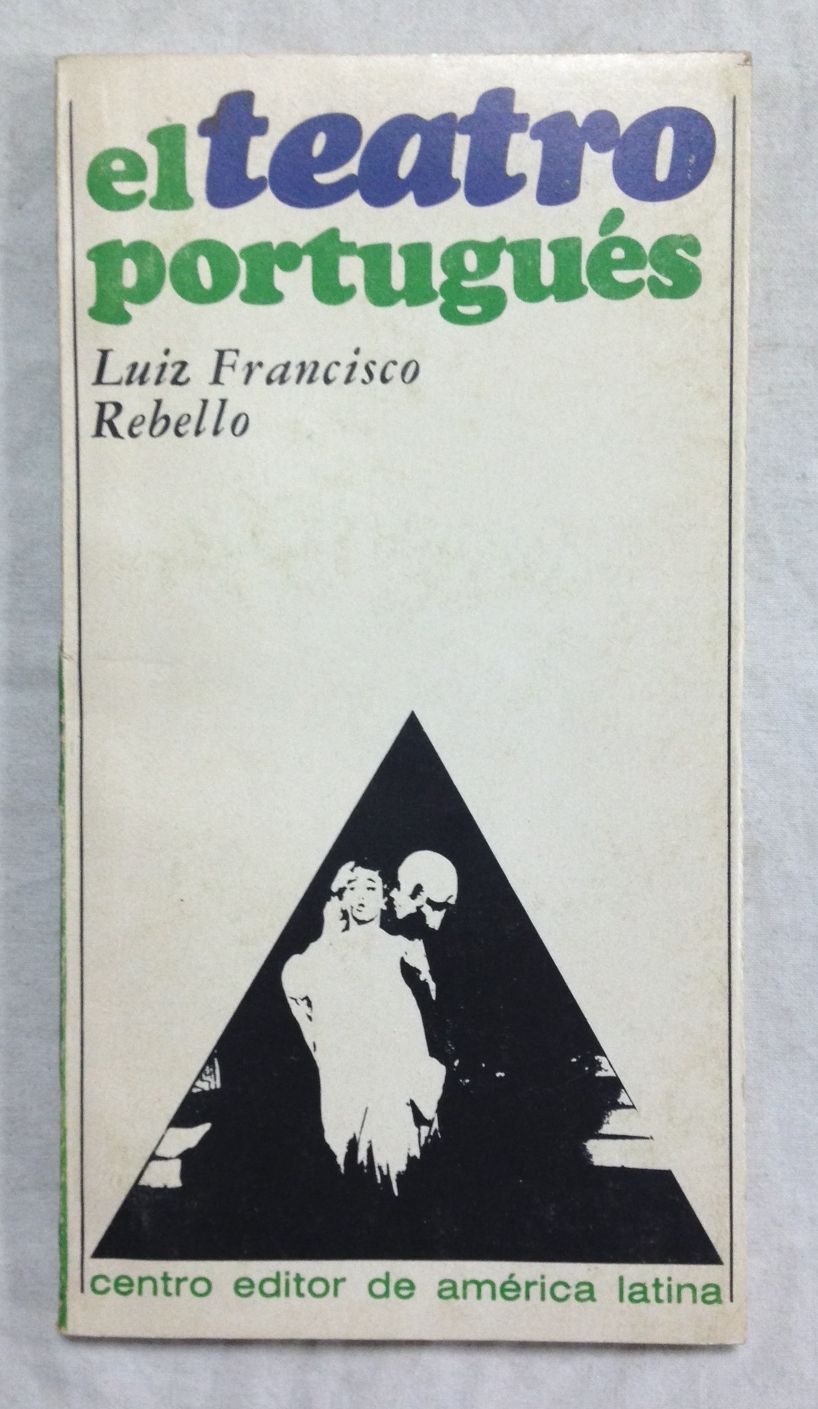 el teatro
portugués
Luiz Francisco
Rebello
centro editor de américa latina